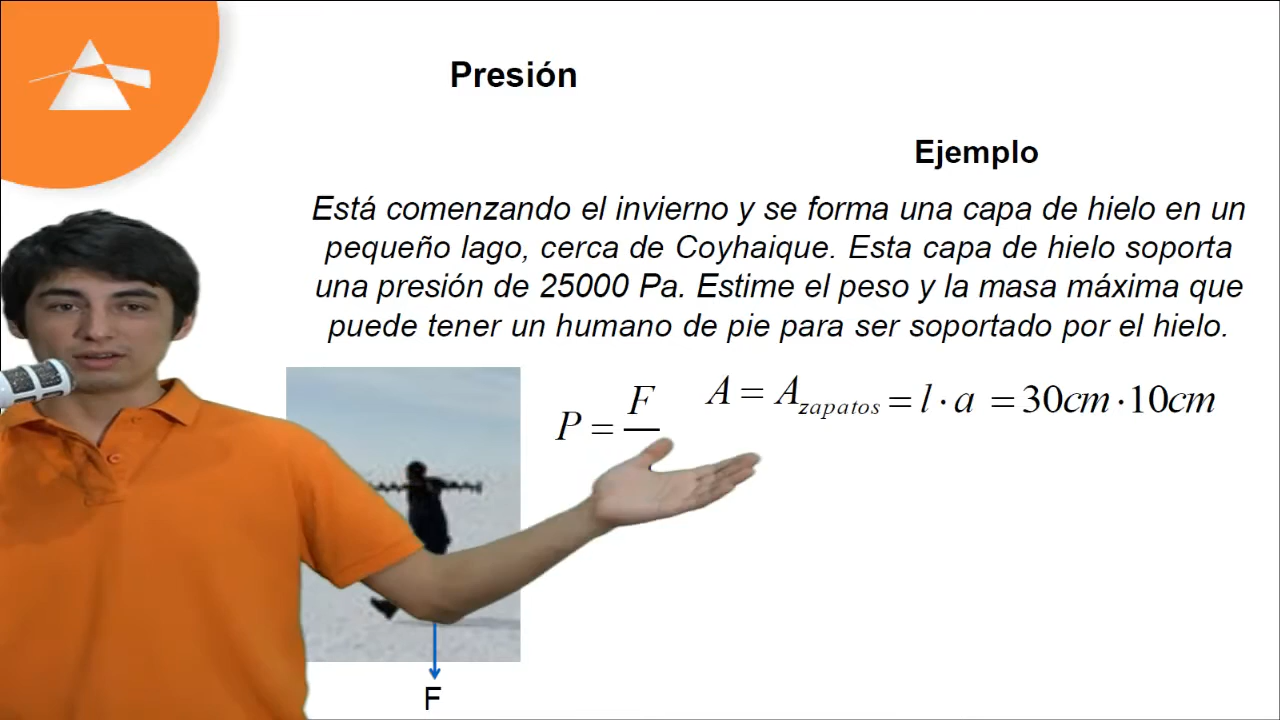 Presión
Ejemplo
Está comenzando el invierno y se forma una capa de hielo en un
pequeño lago, cerca de Coyhaique. Esta capa de hielo soporta
una presión de 25000 Pa. Estime el peso y la masa máxima que
puede tener un humano de pie para ser soportado por el hielo.
P = F
A = A zapatos = l · a = 30cm · 10cm
F